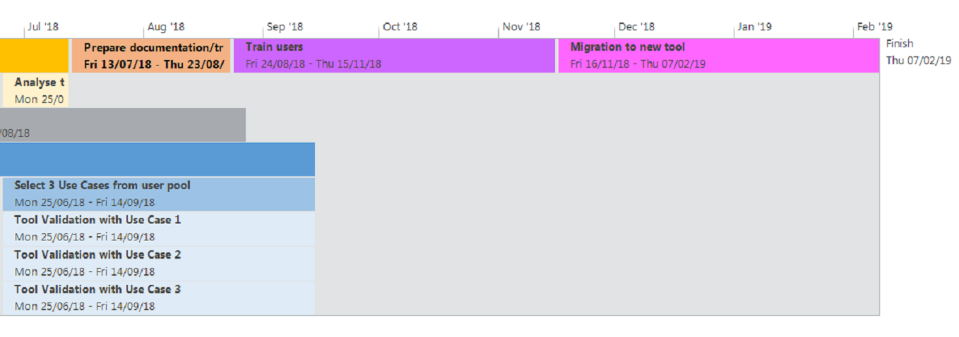 Jul '18 Aug '18 Sep '18 Oct '18 Nov '18 Dec '18 Jan '19 Feb '19
Prepare documentation/tr
Fri 13/07/18 - Thu 23/08/
Train users
Fri 24/08/18 - Thu 15/11/18
Migration to new tool
Fri 16/11/18 - Thu 07/02/19
Finish
Thu 07/02/19
Analyse t
Mon 25/0
/08/18
Select 3 Use Cases from user pool
Mon 25/06/18 - Fri 14/09/18
Tool Validation with Use Case 1
Mon 25/06/18 - Fri 14/09/18
Tool Validation with Use Case 2
Mon 25/06/18 - Fri 14/09/18
Tool Validation with Use Case 3
Mon 25/06/18 - Fri 14/09/18